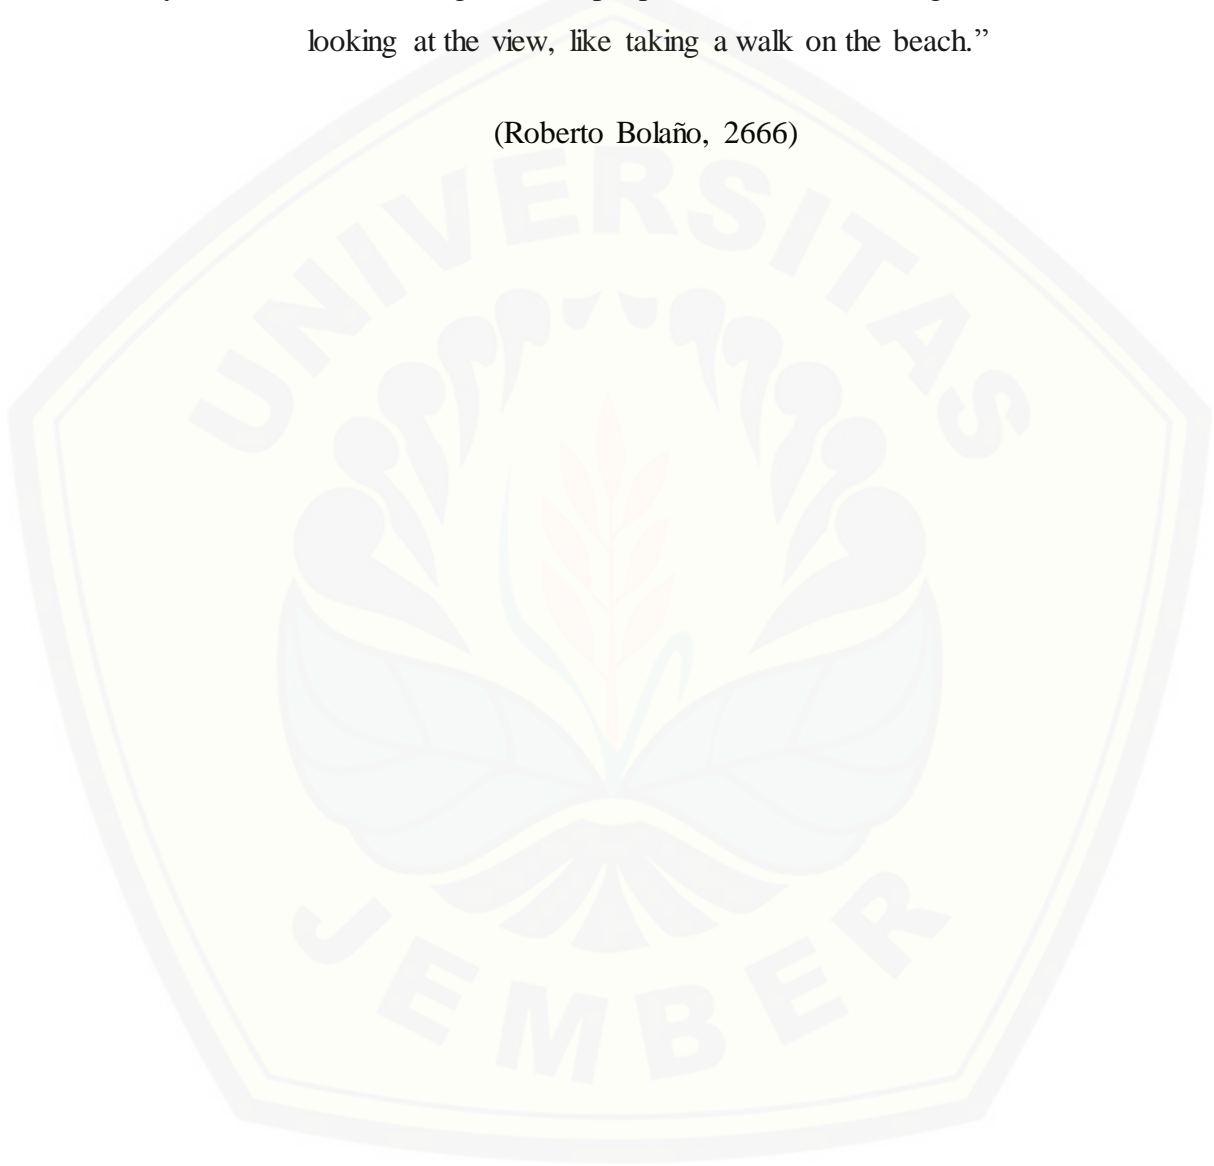 looking at the view, like taking a walk on the beach.”
(Roberto Bolaño, 2666)
UNIVERSITAS
JEMBER